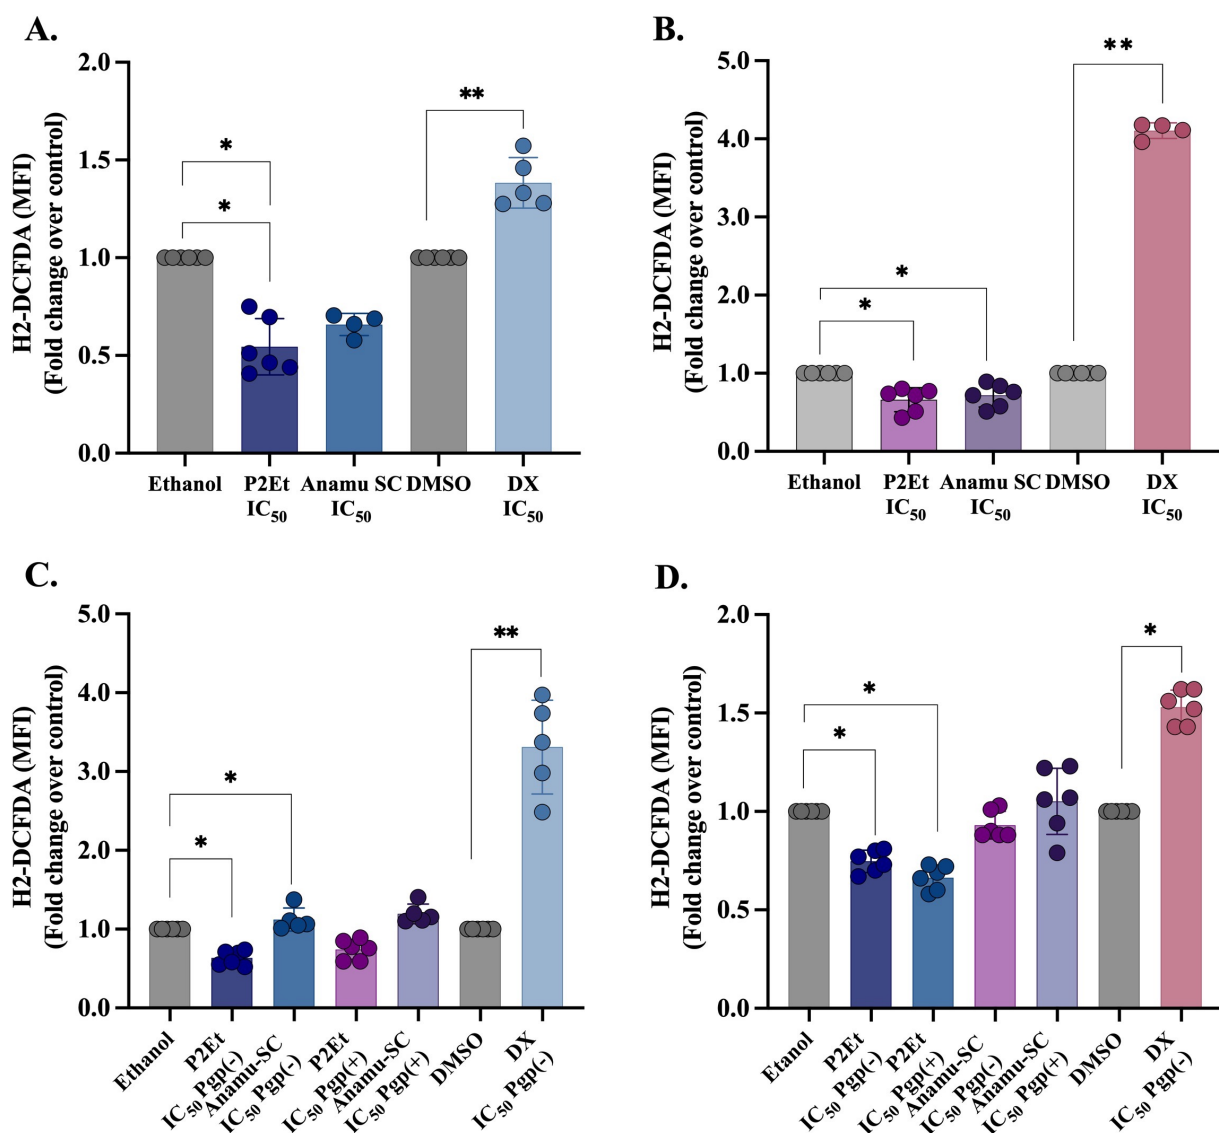 A.
H2-DCFDA (MFI)
(Fold change over control)
2.0
1.5
1.0
0.5
0.0
*
*
**
Ethanol P2Et Anamu SC DMSO DX
IC50 IC50 IC50
B.
H2-DCFDA (MFI)
(Fold change over control)
5.0
4.0
3.0
2.0
1.0
0.0
*
*
**
Ethanol P2Et Anamu SC DMSO DX
IC50 IC50 IC50
C.
H2-DCFDA (MFI)
(Fold change over control)
5.0
4.0
3.0
2.0
1.0
0.0
*
*
**
Ethanol
P2Et
IC50 Pgp(-)
Anamu-SC
IC50 Pgp(-)
P2Et
IC50 Pgp(+)
Anamu-SC
IC50 Pgp(+)
DMSO
DX
IC50 Pgp(-)
D.
H2-DCFDA (MFI)
(Fold change over control)
2.0
1.5
1.0
0.5
0.0
*
*
*
Etanol
P2Et
IC50 Pgp(-)
P2Et
IC50 Pgp(+)
Anamu-SC
IC50 Pgp(-)
Anamu-SC
IC50 Pgp(+)
DMSO
DX
IC50 Pgp(-)